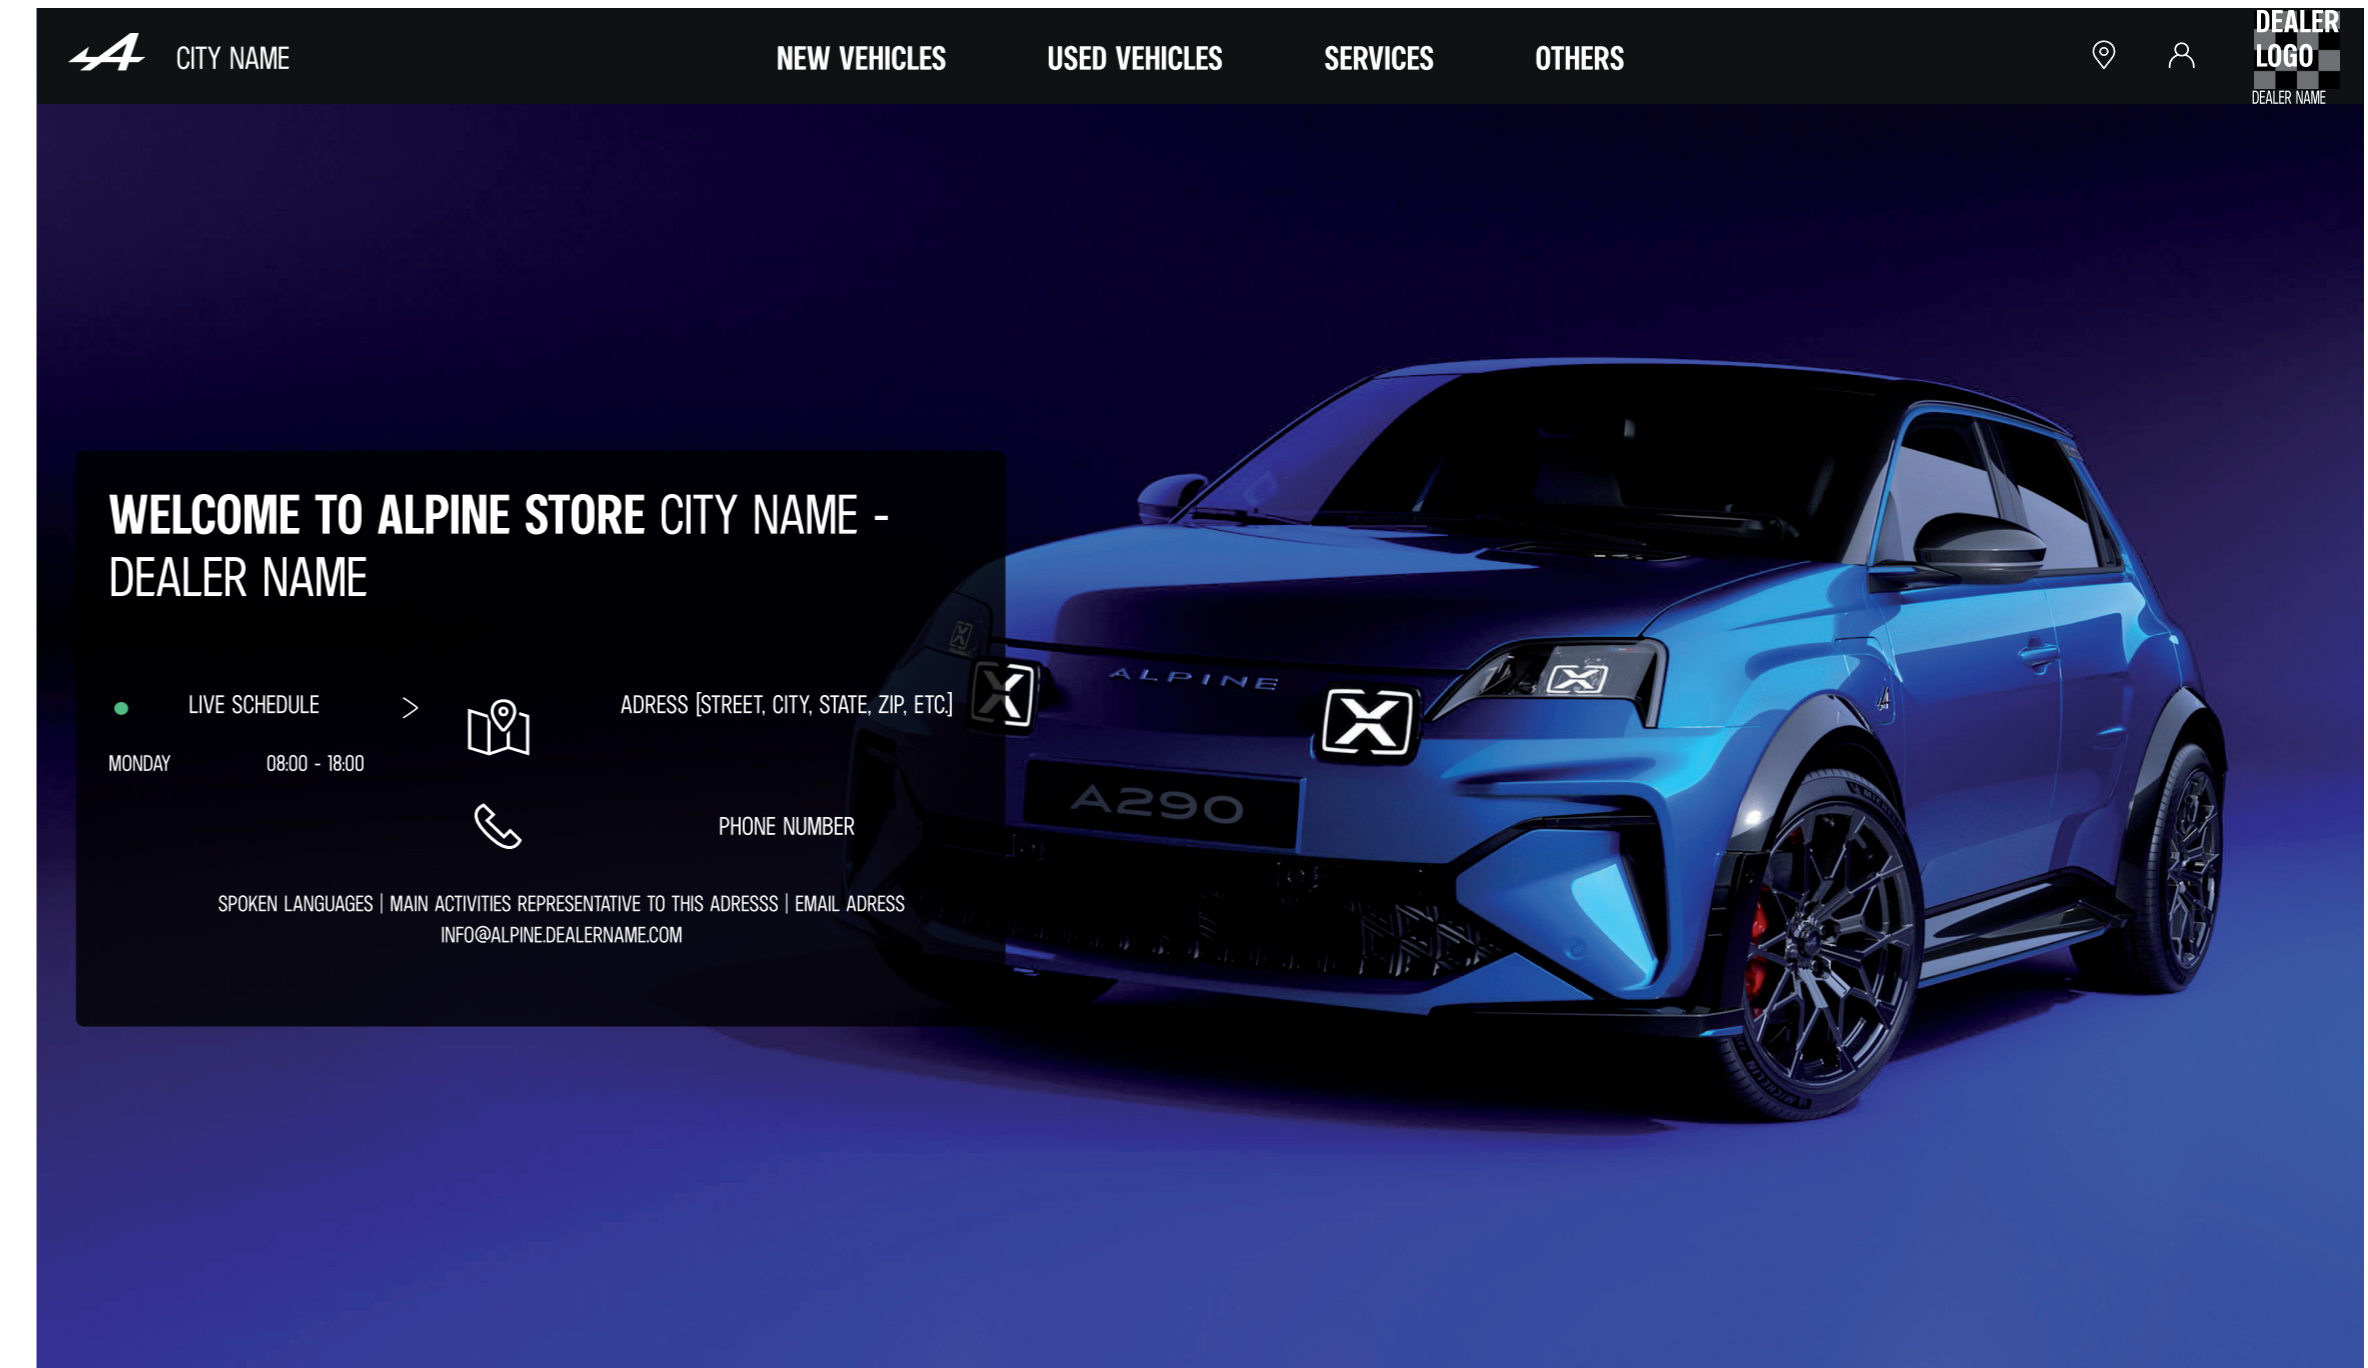 CITY NAME
NEW VEHICLES
USED VEHICLES
SERVICES
OTHERS
DEALER
LOGO
DEALER NAME
WELCOME TO ALPINE STORE CITY NAME -
DEALER NAME
LIVE SCHEDULE
MONDAY 08:00 - 18:00
ADRESS [STREET, CITY, STATE, ZIP, ETC.]
PHONE NUMBER
SPOKEN LANGUAGES | MAIN ACTIVITIES REPRESENTATIVE TO THIS ADRESSS | EMAIL ADRESS
INFO@ALPINE.DEALERNAME.COM
ALPINE
A290
MICHELIN